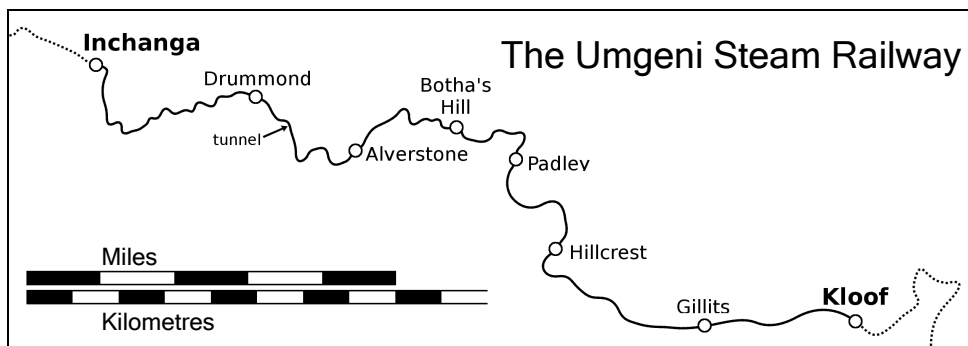 The Umgeni Steam Railway
Inchanga
Drummond
Botha's
Hill
tunnel
Alverstone
Padley
Hillcrest
Miles
Kilometres
Gillits
Kloof